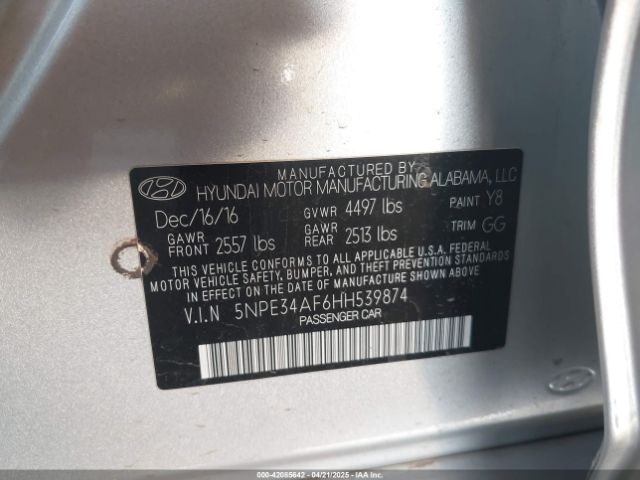 MANUFACTURED BY
HYUNDAI MOTOR MANUFACTURING ALABAMA, LLC
Dec/16/16 GVWR 4497 lbs PAINT Y8
GAWR FRONT 2557 lbs GAWR REAR 2513 lbs TRIM GG
THIS VEHICLE CONFORMS TO ALL APPLICABLE U.S.A. FEDERAL
MOTOR VEHICLE SAFETY, BUMPER, AND THEFT PREVENTION
STANDARDS IN EFFECT ON THE DATE OF MANUFACTURE SHOWN ABOVE.
V.I.N 5NPE34AF6HH539874
PASSENGER CAR
000-42085642 04/21/2025 IAAI.COM